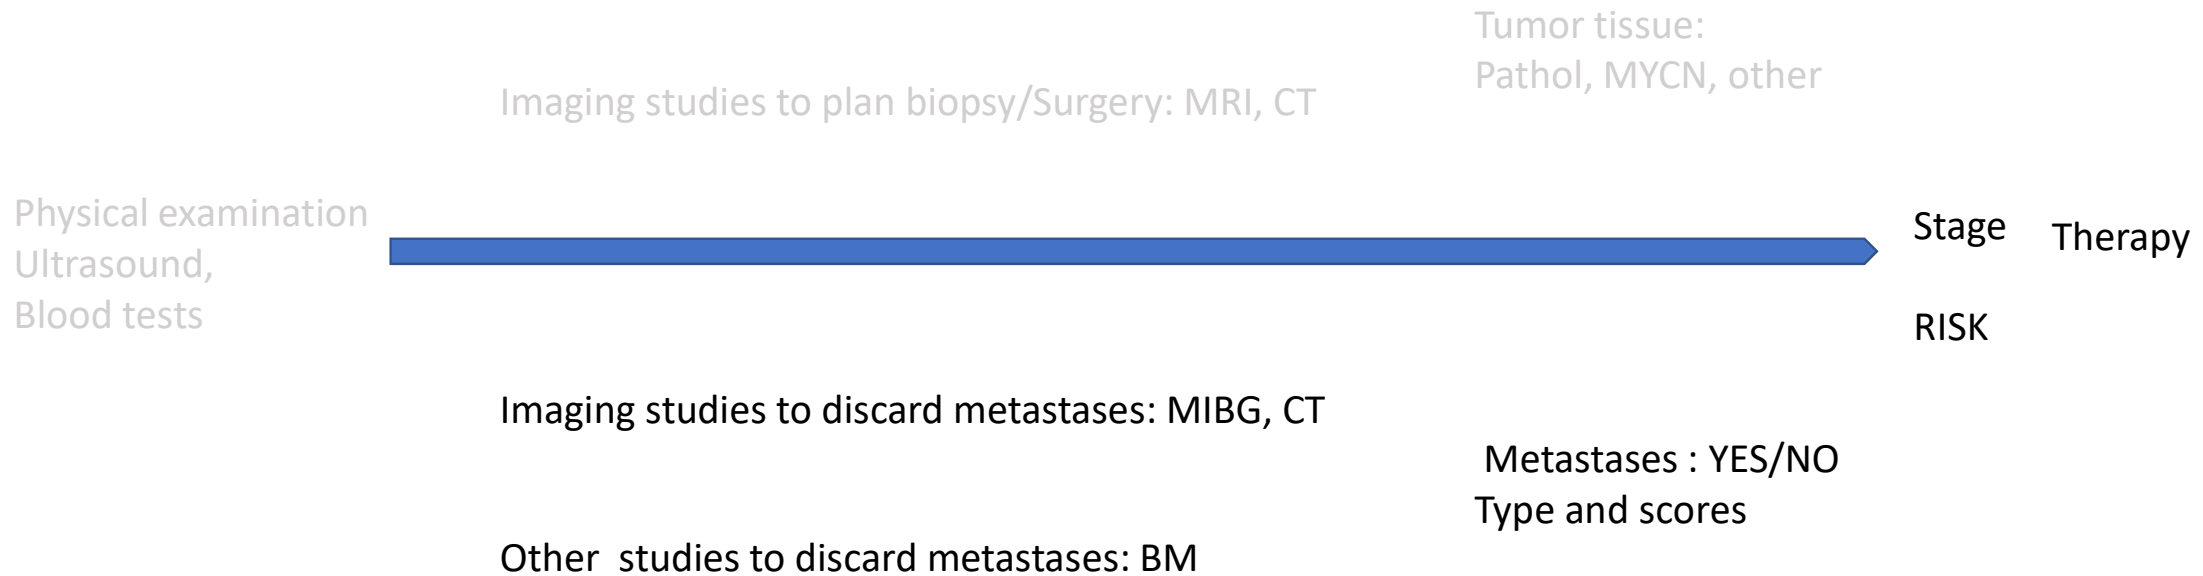 Tumor tissue:
Pathol, MYCN, other
Imaging studies to plan biopsy/Surgery: MRI, CT
Physical examination
Ultrasound,
Blood tests
Stage
Therapy
RISK
Imaging studies to discard metastases: MIBG, CT
Metastases : YES/NO
Type and scores
Other  studies to discard metastases: BM